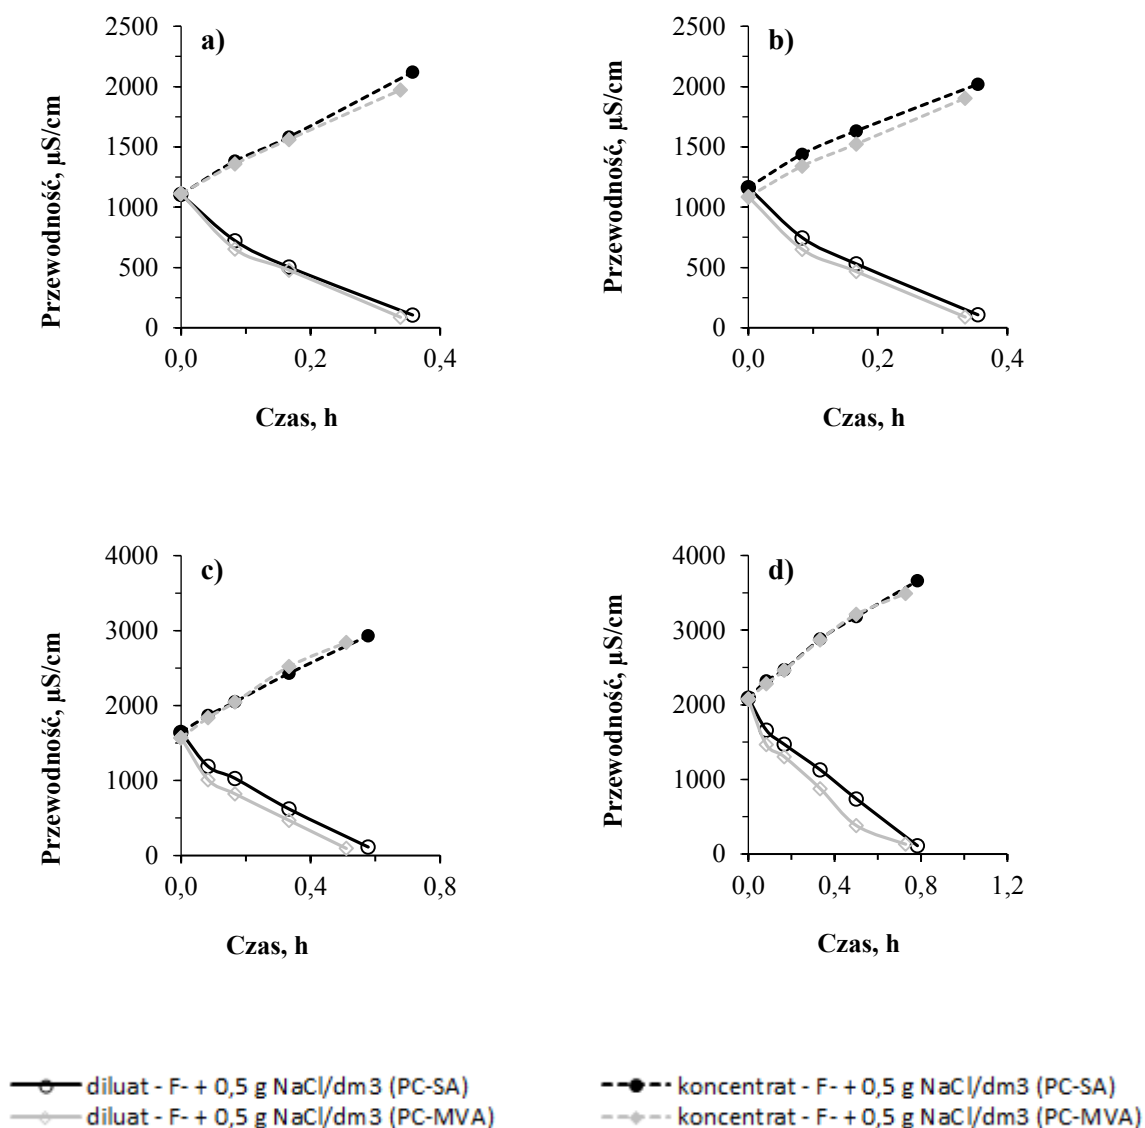 a)
Przewodność, µS/cm
2500
2000
1500
1000
500
0
0,0 0,2 0,4
Czas, h
b)
Przewodność, µS/cm
2500
2000
1500
1000
500
0
0,0 0,2 0,4
Czas, h
c)
Przewodność, µS/cm
4000
3000
2000
1000
0
0,0 0,4 0,8
Czas, h
d)
Przewodność, µS/cm
4000
3000
2000
1000
0
0,0 0,4 0,8 1,2
Czas, h
diluat - F- + 0,5 g NaCl/dm3 (PC-SA)
koncentrat - F- + 0,5 g NaCl/dm3 (PC-SA)
diluat - F- + 0,5 g NaCl/dm3 (PC-MVA)
koncentrat - F- + 0,5 g NaCl/dm3 (PC-MVA)